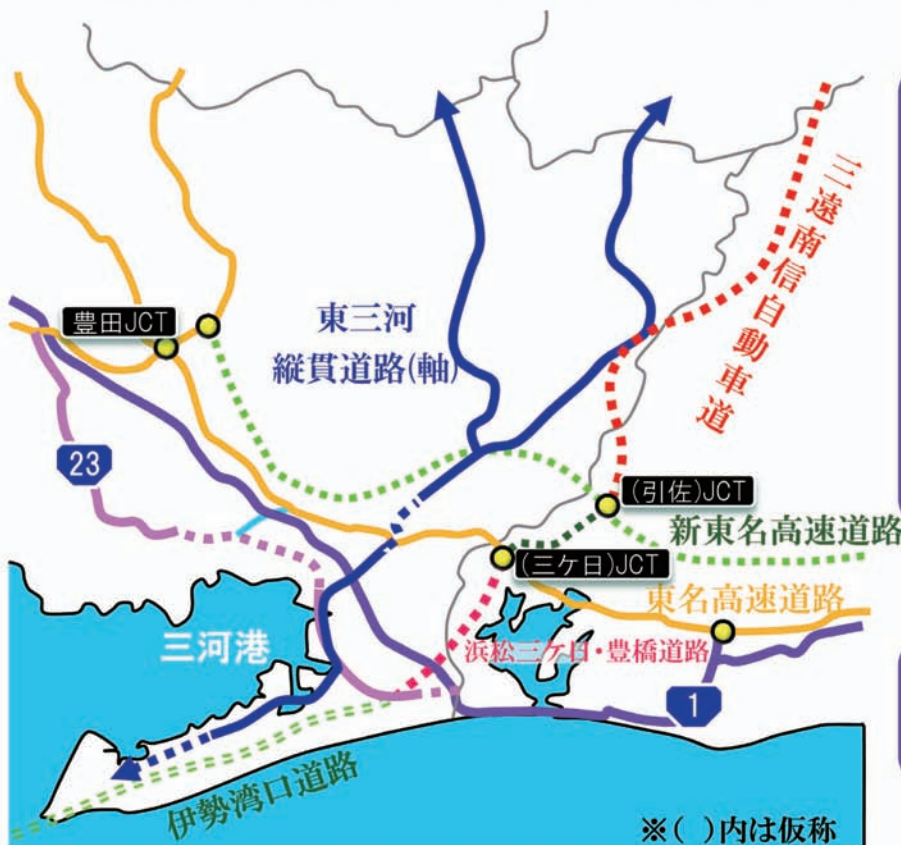 豊田JCT
東三河
縦貫道路(軸)
三遠南信自動車道
23
(引佐)JCT
新東名高速道路
(三ケ日)JCT
東名高速道路
三河港
浜松三ケ日・豊橋道路
1
伊勢湾口道路
※( )内は仮称